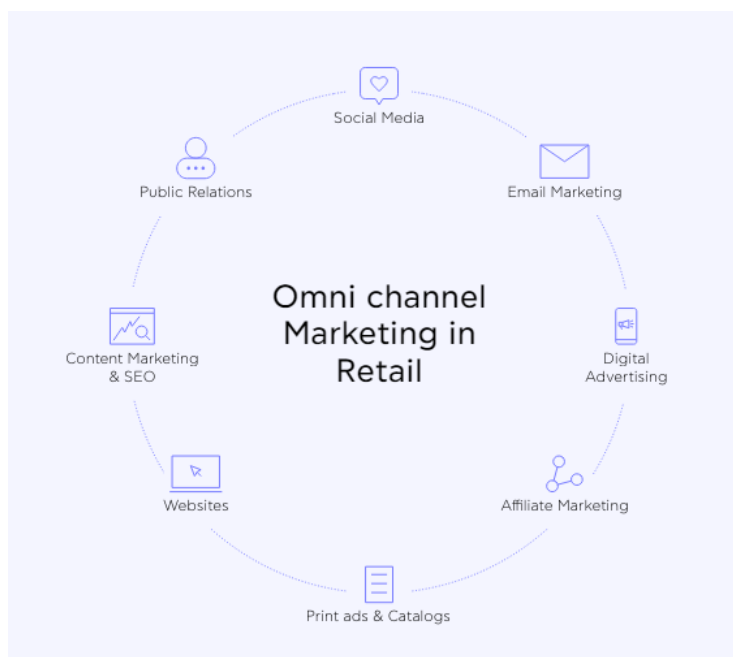 Social Media
Public Relations
Email Marketing
Omni channel
Marketing in
Retail
Content Marketing
& SEO
Digital
Advertising
Websites
Affiliate Marketing
Print ads & Catalogs